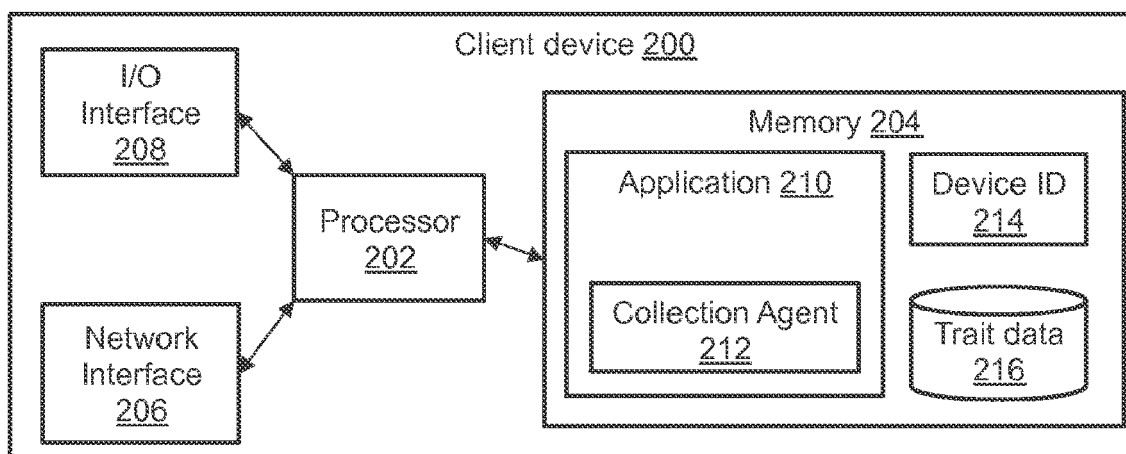 Client device 200
I/O
Interface
208
Memory 204
Application 210
Device ID
214
Processor
202
Collection Agent
212
Trait data
216
Network
Interface
206